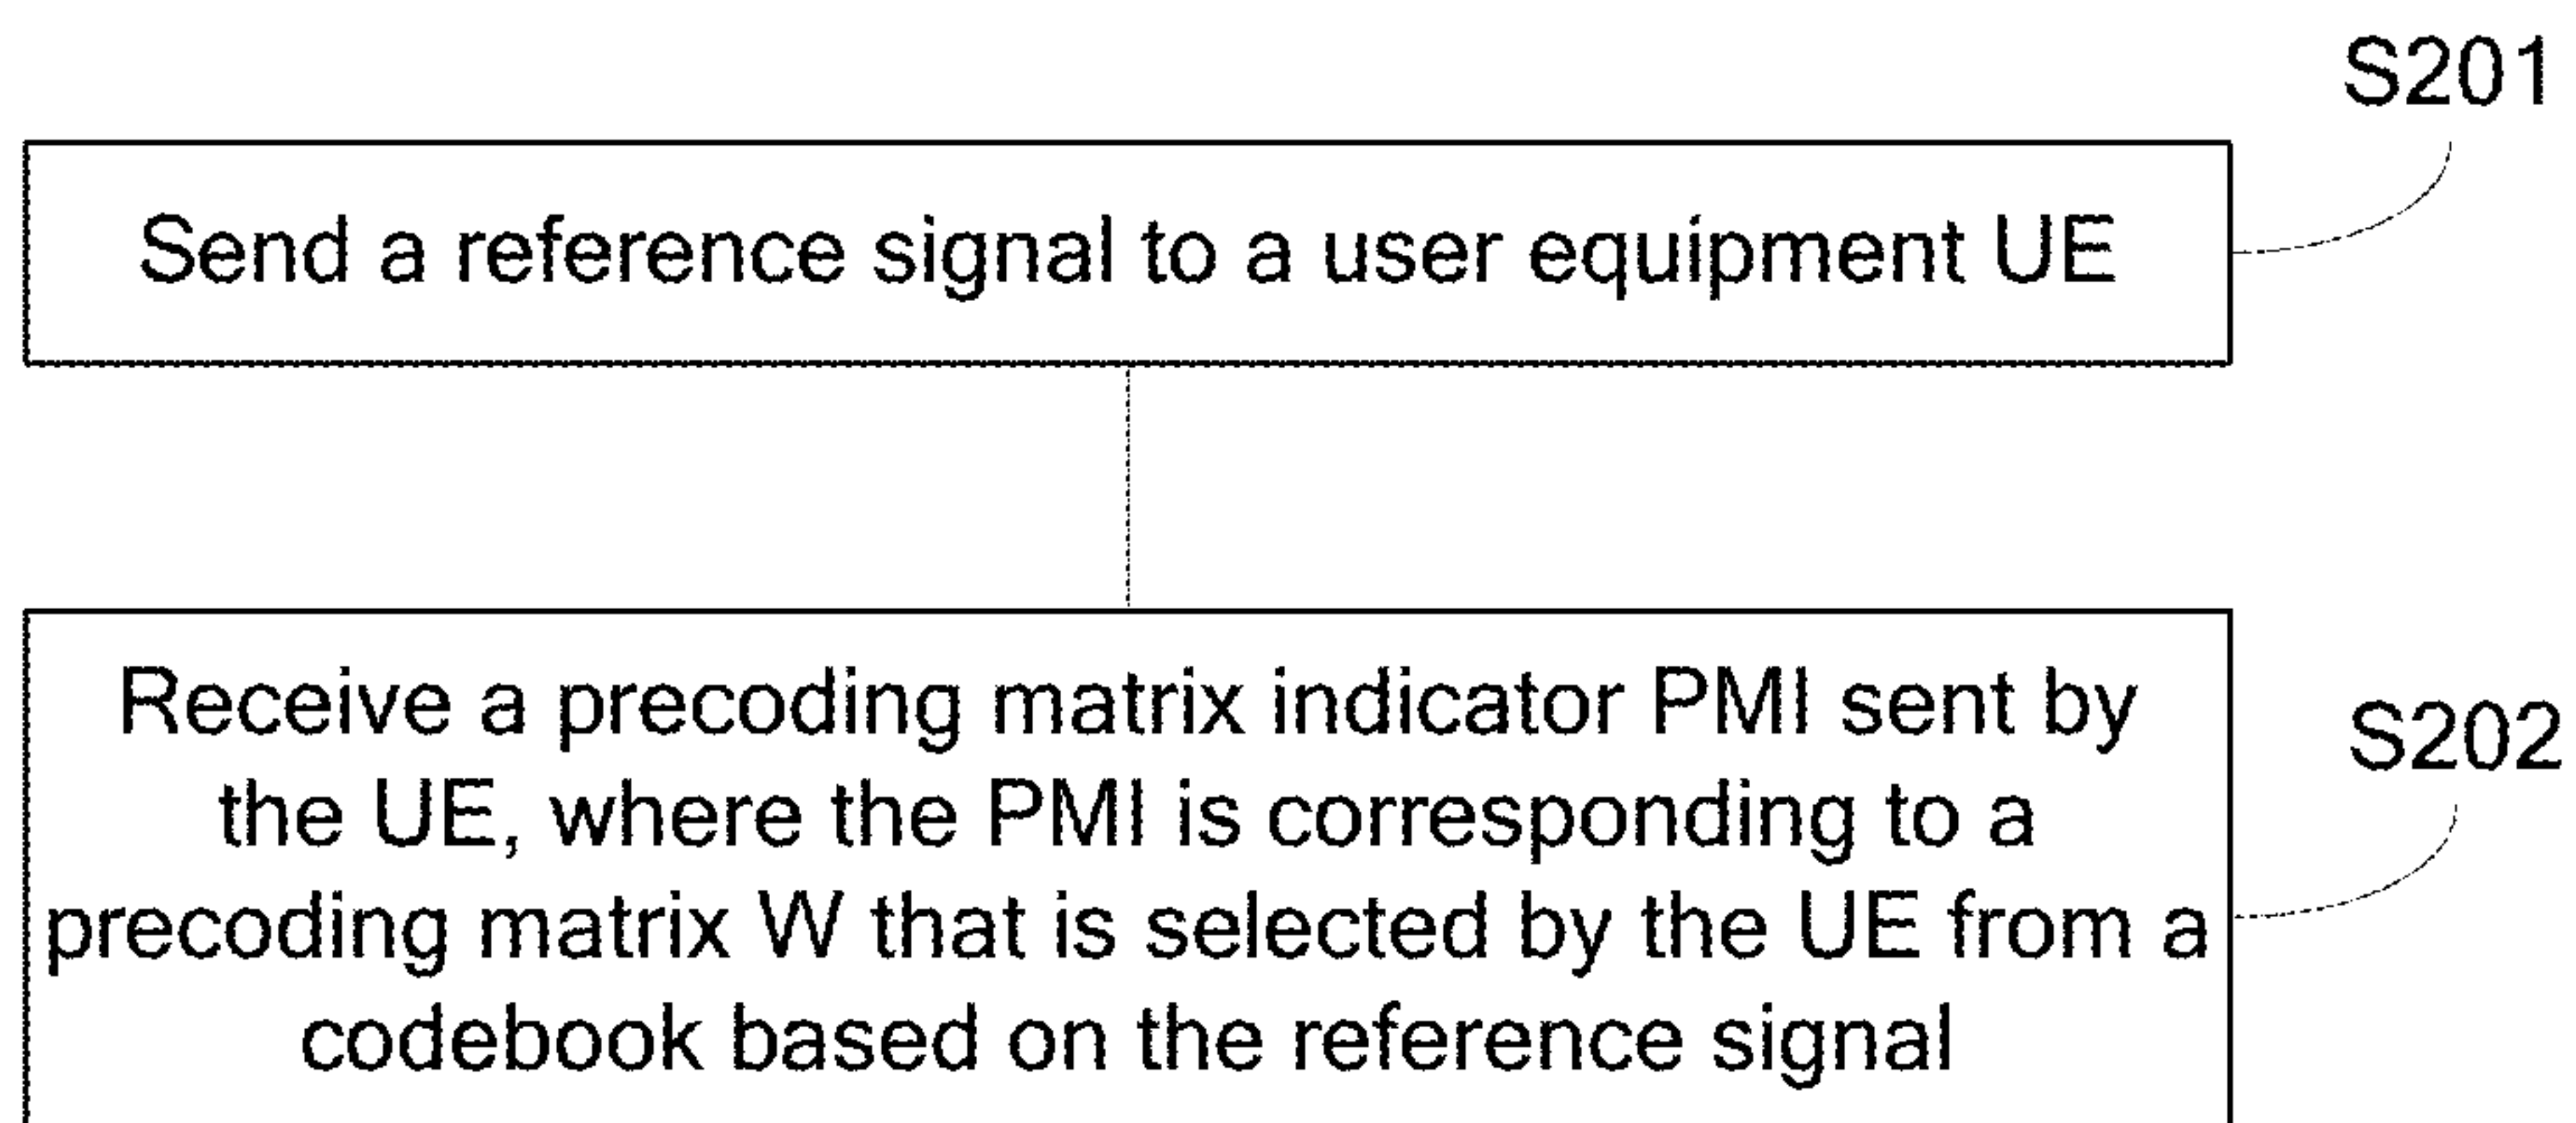 S201
Send a reference signal to a user equipment UE
Receive a precoding matrix indicator PMI sent by
the UE, where the PMI is corresponding to a
precoding matrix W that is selected by the UE from a
codebook based on the reference signal
S202